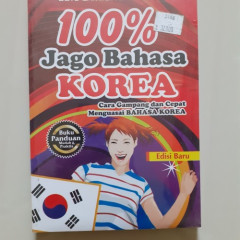 100%
Jago Bahasa
KOREA
Cara Gampang dan Cepat
Menguasai BAHASA KOREA
Buku
Panduan
Edisi Baru